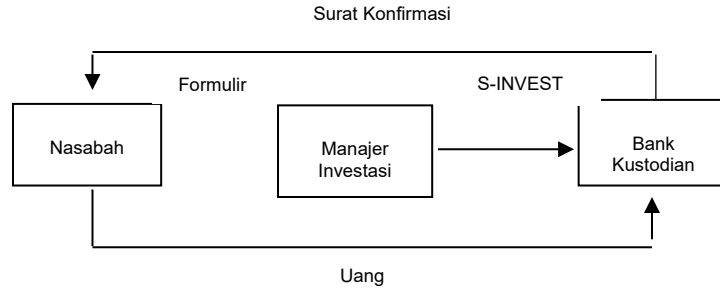 Surat Konfirmasi
Formulir
S-INVEST
Nasabah
Manajer
Investasi
Bank
Kustodian
Uang